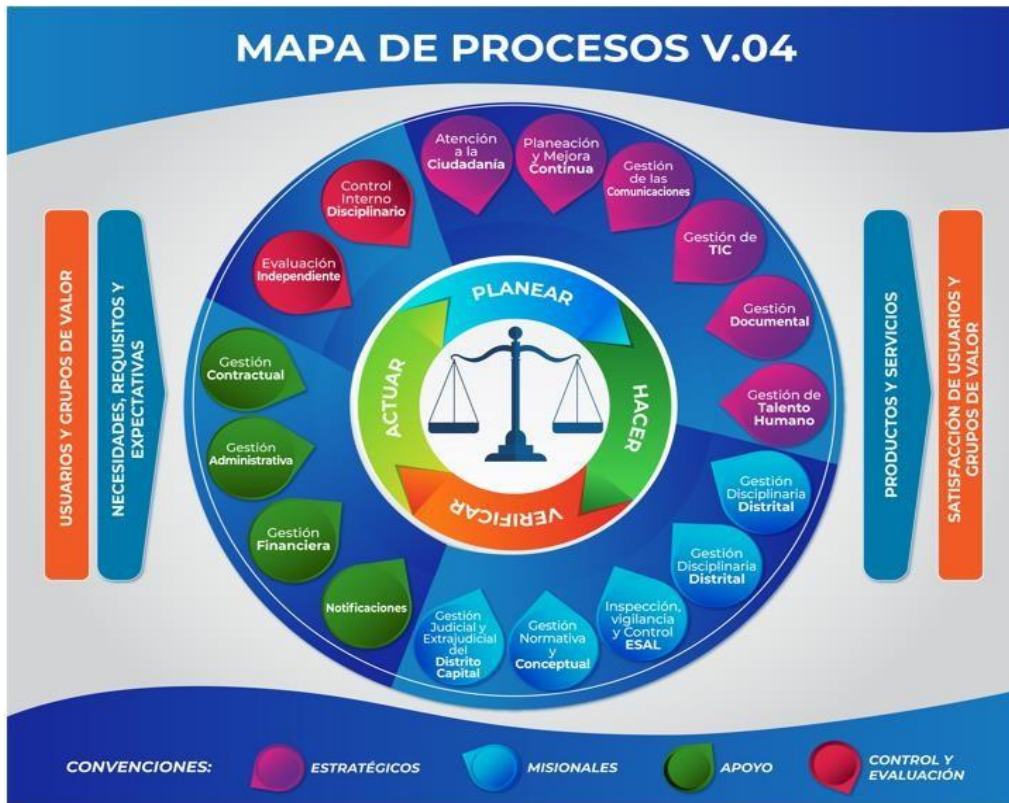 MAPA DE PROCESOS V.04
USUARIOS Y GRUPOS DE VALOR
NECESIDADES, REQUISITOS Y
EXPECTATIVAS
Control
Interno
Disciplinario
Evaluación
Independiente
Atención
a la
Ciudadanía
Planeación
y Mejora
Continua
Gestión
de las
Comunicaciones
Gestión de
TIC
Gestión
Documental
Gestión de
Talento
Humano
Gestión
Disciplinaria
Distrital
Gestión
Disciplinaria
Distrital
Inspección,
vigilancia
y Control
ESAL
Gestión
Normativa
y
Conceptual
Gestión
Judicial y
Extrajudicial
del
Distrito
Capital
Notificaciones
Gestión
Financiera
Gestión
Administrativa
Gestión
Contractual
PLANEAR
HACER
VERIFICAR
ACTUAR
PRODUCTOS Y SERVICIOS
SATISFACCIÓN DE USUARIOS Y
GRUPOS DE VALOR
CONVENCIONES:
ESTRATÉGICOS
MISIONALES
APOYO
CONTROL Y
EVALUACIÓN